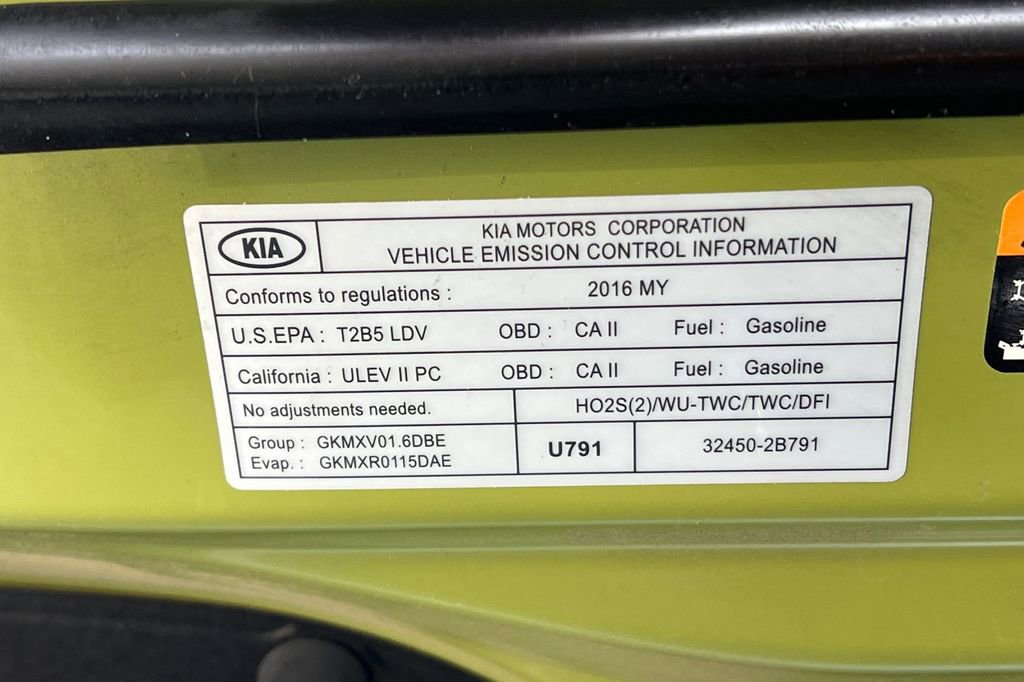 KIA
KIA MOTORS CORPORATION
VEHICLE EMISSION CONTROL INFORMATION
Conforms to regulations : 2016 MY
U.S.EPA : T2B5 LDV OBD : CA II Fuel : Gasoline
California : ULEV II PC OBD : CA II Fuel : Gasoline
No adjustments needed. HO2S(2)/WU-TWC/TWC/DFI
Group : GKMXV01.6DBE
Evap. : GKMXR0115DAE
U791
32450-2B791